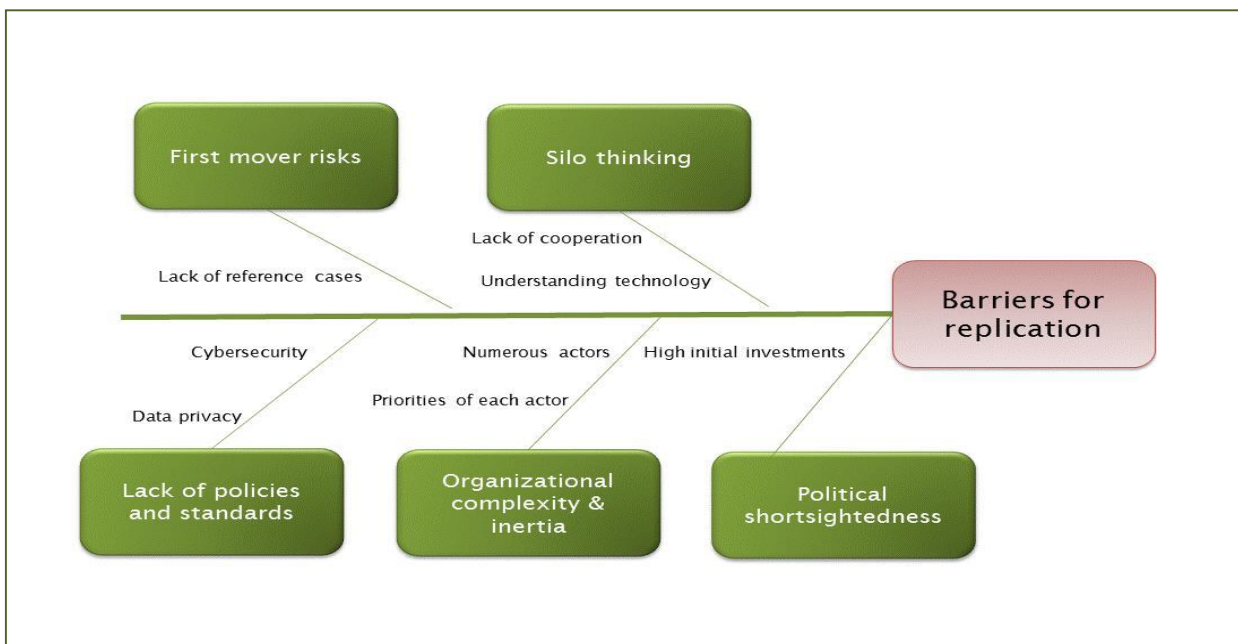 First mover risks
Silo thinking
Lack of cooperation
Lack of reference cases
Understanding technology
Barriers for
replication
Cybersecurity
Numerous actors
High initial investments
Priorities of each actor
Data privacy
Lack of policies
and standards
Organizational
complexity &
inertia
Political
shortsightedness